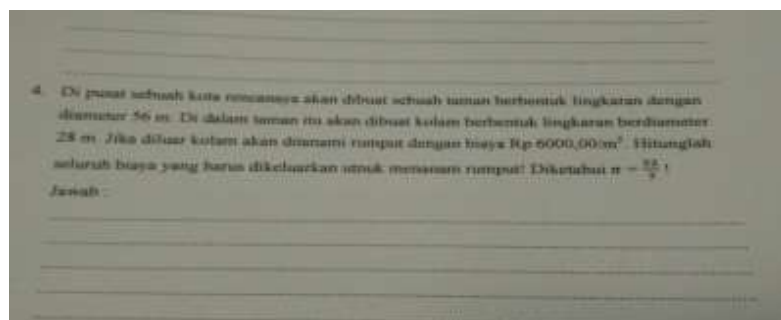 4. Di pusat sebuah kota rencananya akan dibuat sebuah taman berbentuk lingkaran dengan
diameter 56 m. Di dalam taman itu akan dibuat kolam berbentuk lingkaran berdiameter
28 m. Jika diluar kolam akan ditanami rumput dengan biaya Rp 6000,00/m². Hitunglah
seluruh biaya yang harus dikeluarkan untuk menanam rumput! Diketahui π = 22/7 !
Jawab :